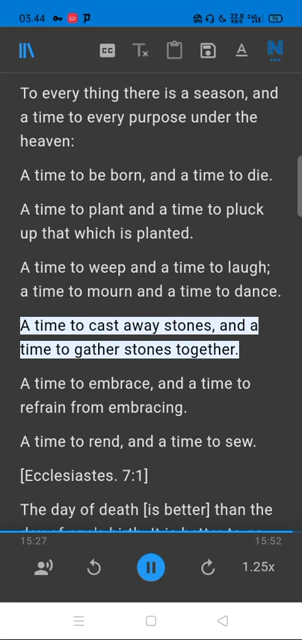 03.44
To every thing there is a season, and
a time to every purpose under the
heaven:
A time to be born, and a time to die.
A time to plant and a time to pluck
up that which is planted.
A time to weep and a time to laugh;
a time to mourn and a time to dance.
A time to cast away stones, and a
time to gather stones together.
A time to embrace, and a time to
refrain from embracing.
A time to rend, and a time to sew.
[Ecclesiastes. 7:1]
The day of death [is better] than the
15:27
15:52
1.25x